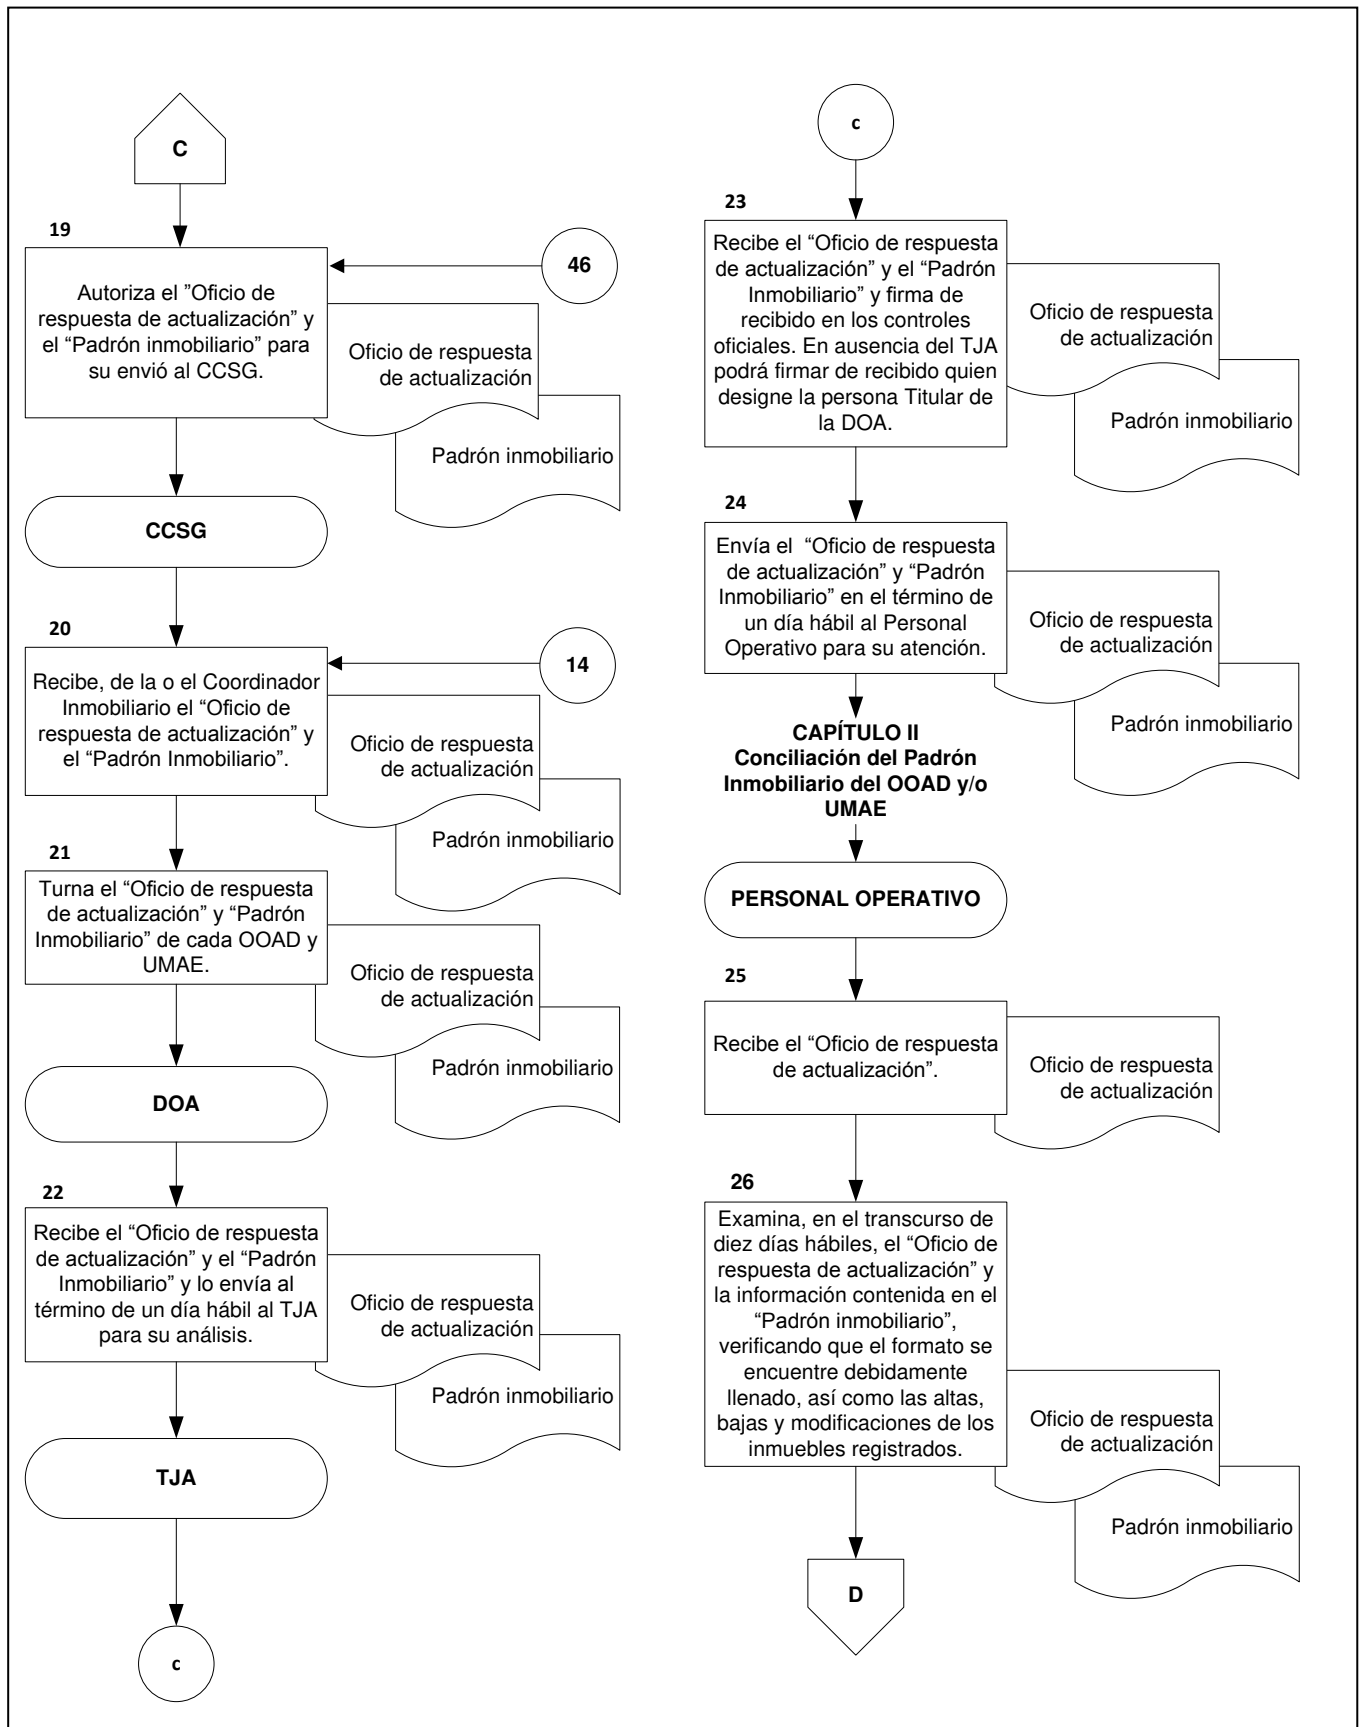 C
19
46
Autoriza el ”Oficio de
respuesta de actualización” y
el “Padrón inmobiliario” para
su envió al CCSG.
Oficio de respuesta
de actualización
Padrón inmobiliario
CCSG
20
14
Recibe, de la o el Coordinador
Inmobiliario el “Oficio de
respuesta de actualización” y
el “Padrón Inmobiliario”.
Oficio de respuesta
de actualización
Padrón inmobiliario
21
Turna el “Oficio de respuesta
de actualización” y “Padrón
Inmobiliario” de cada OOAD y
UMAE.
Oficio de respuesta
de actualización
Padrón inmobiliario
DOA
22
Recibe el “Oficio de respuesta
de actualización” y el “Padrón
Inmobiliario” y lo envía al
término de un día hábil al TJA
para su análisis.
Oficio de respuesta
de actualización
Padrón inmobiliario
TJA
c
c
23
Recibe el “Oficio de respuesta
de actualización” y el “Padrón
Inmobiliario” y firma de
recibido en los controles
oficiales. En ausencia del TJA
podrá firmar de recibido quien
designe la persona Titular de
la DOA.
Oficio de respuesta
de actualización
Padrón inmobiliario
24
Envía el “Oficio de respuesta
de actualización” y “Padrón
Inmobiliario” en el término de
un día hábil al Personal
Operativo para su atención.
Oficio de respuesta
de actualización
Padrón inmobiliario
CAPÍTULO II
Conciliación del Padrón
Inmobiliario del OOAD y/o
UMAE
PERSONAL OPERATIVO
25
Recibe el “Oficio de respuesta
de actualización”.
Oficio de respuesta
de actualización
26
Examina, en el transcurso de
diez días hábiles, el “Oficio de
respuesta de actualización” y
la información contenida en el
“Padrón inmobiliario”,
verificando que el formato se
encuentre debidamente
llenado, así como las altas,
bajas y modificaciones de los
inmuebles registrados.
Oficio de respuesta
de actualización
Padrón inmobiliario
D